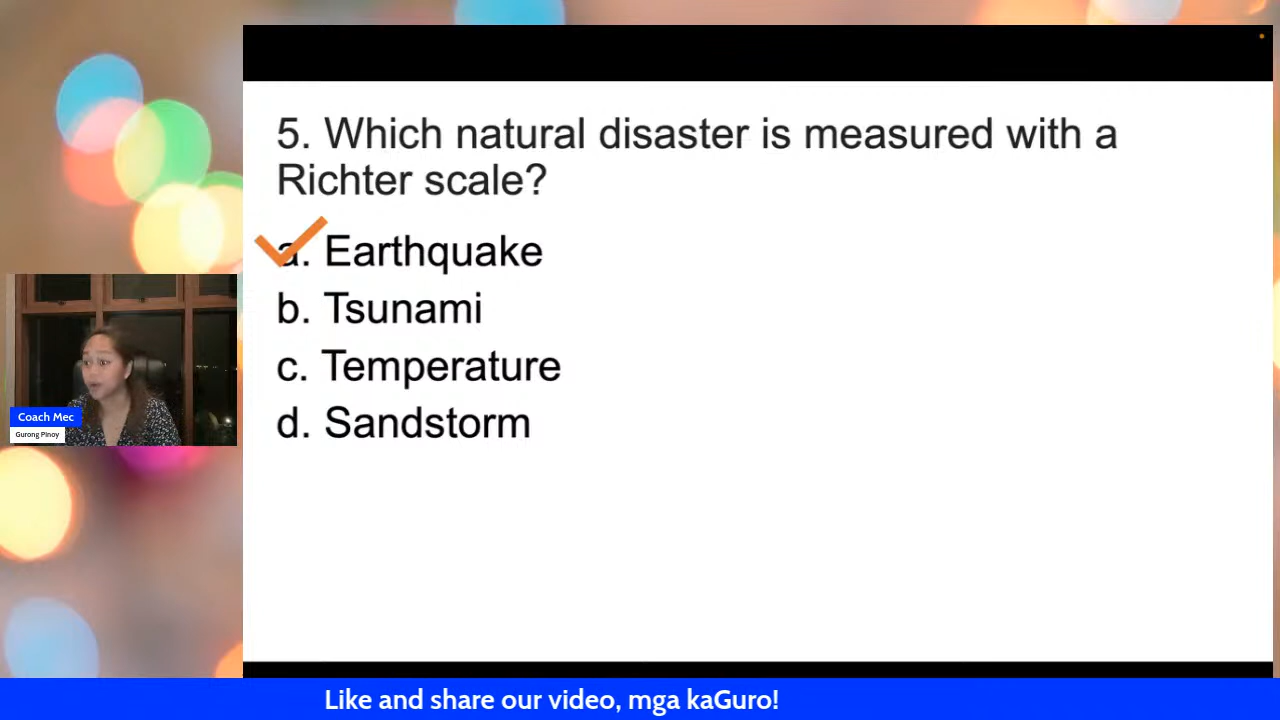 5. Which natural disaster is measured with a
Richter scale?
a. Earthquake
b. Tsunami
c. Temperature
d. Sandstorm
Coach Mec
Gurong Pinoy
Like and share our video, mga kaGuro!